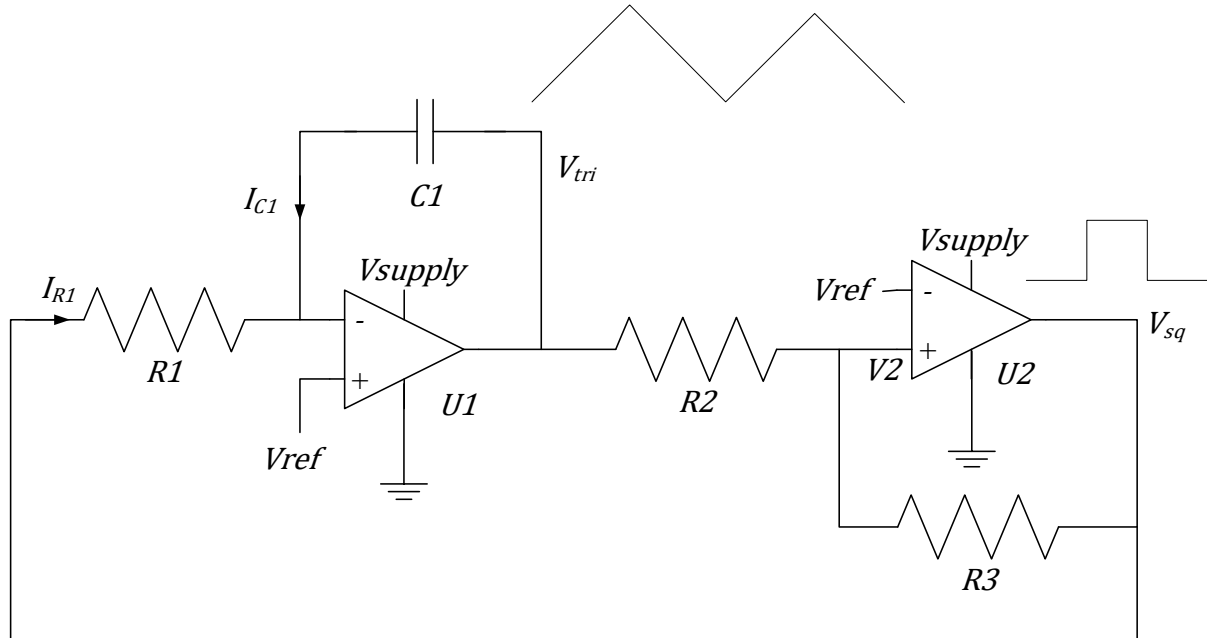 V_tri
C1
I_C1
Vsupply
Vsupply
I_R1
Vref
-
V_sq
-
R1
+
V2
+
U2
U1
R2
Vref
R3